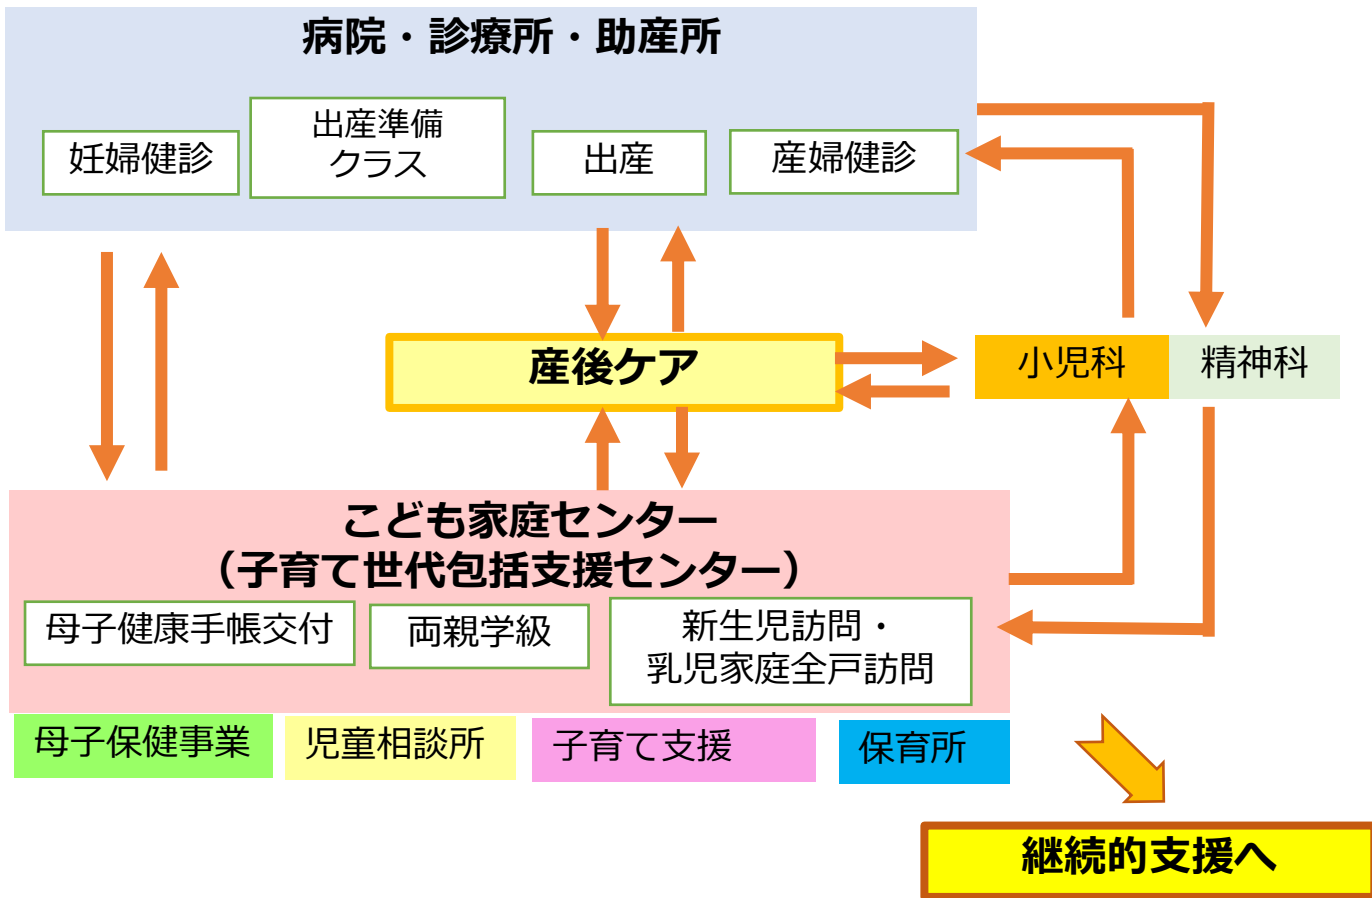 病院・診療所・助産所
妊婦健診
出産準備
クラス
出産
産婦健診
産後ケア
小児科
精神科
こども家庭センター
（子育て世代包括支援センター）
母子健康手帳交付
両親学級
新生児訪問・
乳児家庭全戸訪問
母子保健事業
児童相談所
子育て支援
保育所
継続的支援へ